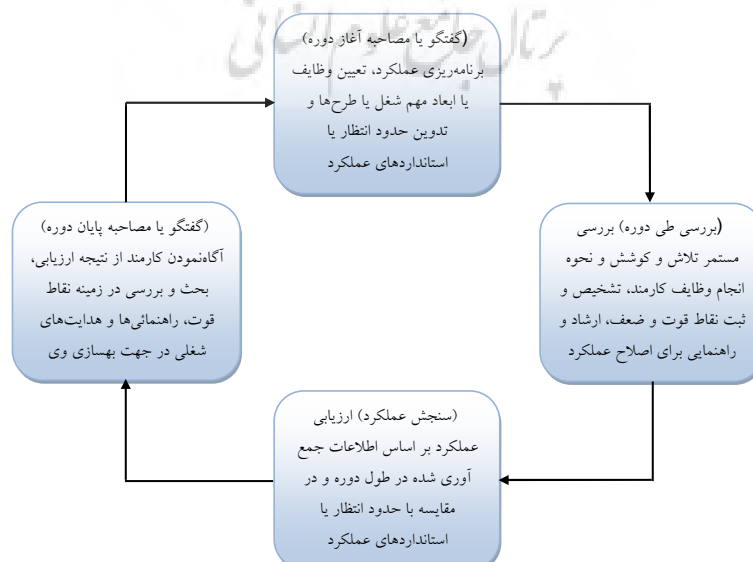 پرتال جامع علوم انسانی
(گفتگو یا مصاحبه آغاز دوره)
برنامه‌ریزی عملکرد، تعیین وظایف
یا ابعاد مهم شغل یا طرح‌ها و
تدوین حدود انتظار یا
استانداردهای عملکرد
(بررسی طی دوره) بررسی
مستمر تلاش و کوشش و نحوه
انجام وظایف کارمند، تشخیص و
ثبت نقاط قوت و ضعف، ارشاد و
راهنمایی برای اصلاح عملکرد
(سنجش عملکرد) ارزیابی
عملکرد بر اساس اطلاعات جمع
آوری شده در طول دوره و در
مقایسه با حدود انتظار یا
استانداردهای عملکرد
(گفتگو یا مصاحبه پایان دوره)
آگاه‌نمودن کارمند از نتیجه ارزیابی،
بحث و بررسی در زمینه نقاط
قوت، راهنمائی‌ها و هدایت‌های
شغلی در جهت بهسازی وی